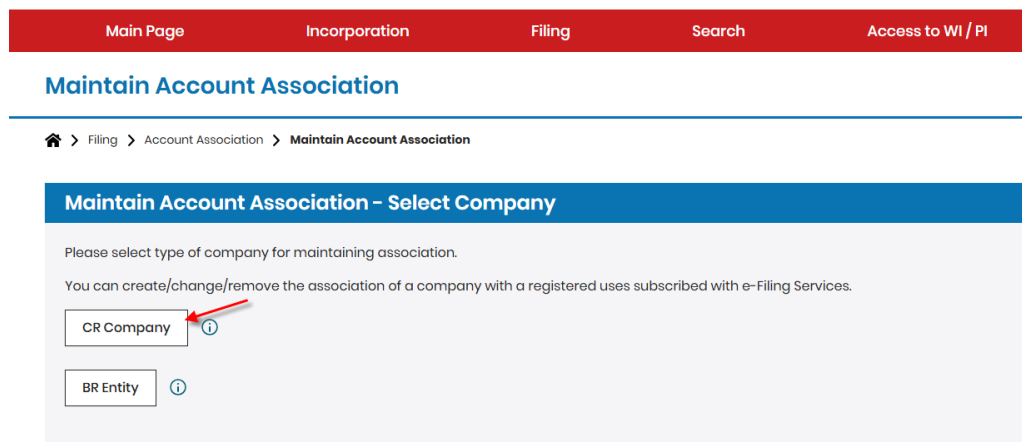 Main Page Incorporation Filing Search Access to WI / PI
Maintain Account Association
Filing Account Association Maintain Account Association
Maintain Account Association - Select Company
Please select type of company for maintaining association.
You can create/change/remove the association of a company with a registered uses subscribed with e-Filing Services.
CR Company
BR Entity